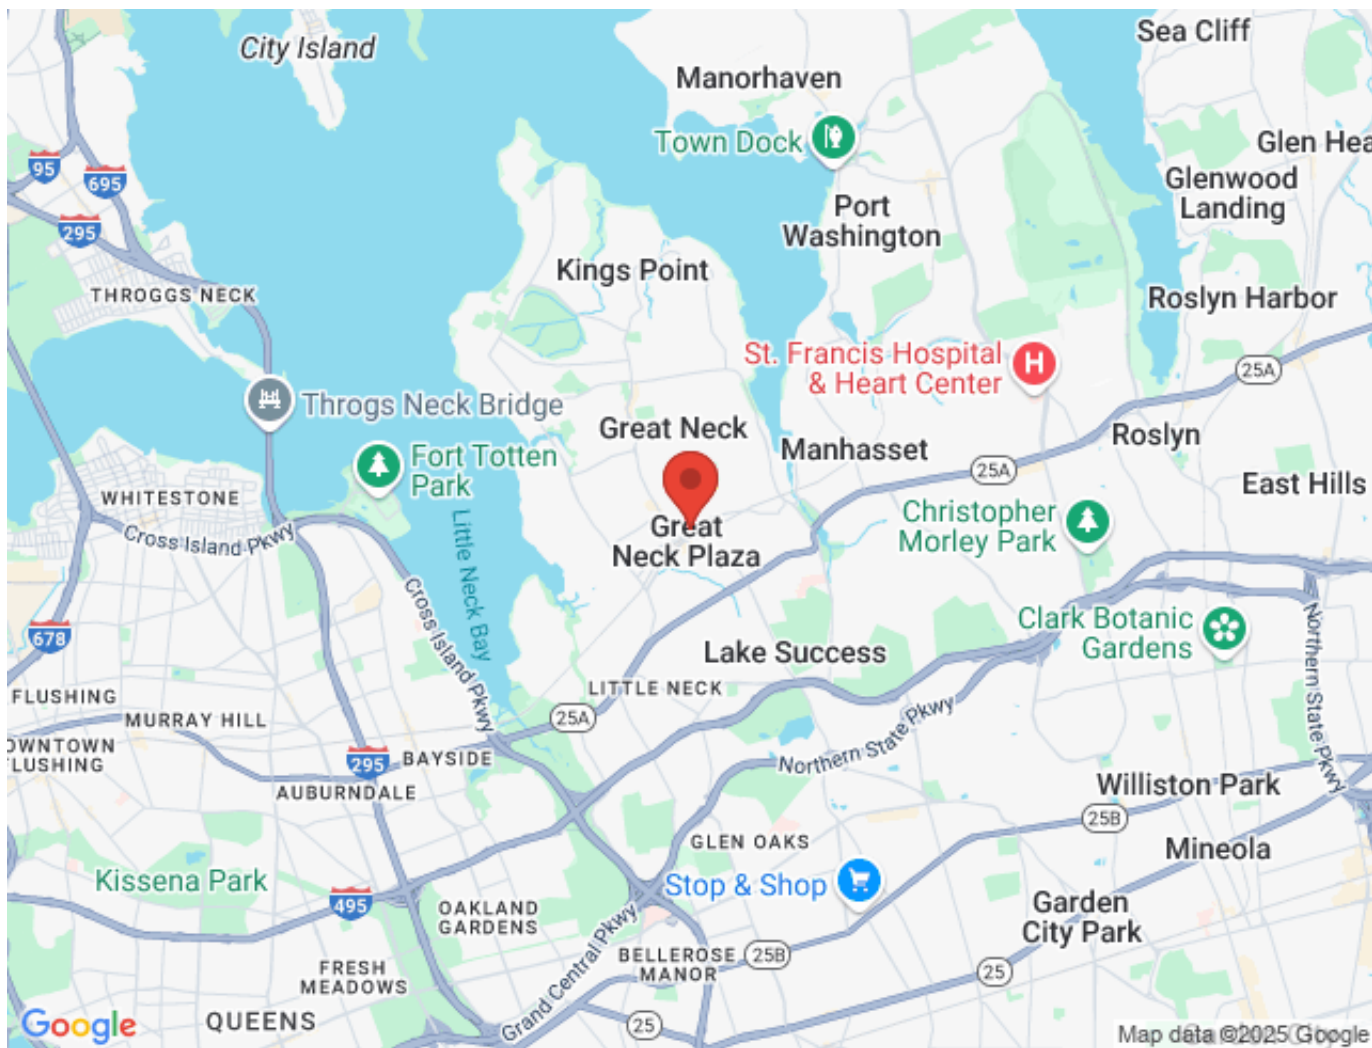 City Island
Sea Cliff
Manorhaven
Town Dock
Glen Hea
95
695
295
Glenwood
Landing
Port
Washington
Kings Point
THROGGS NECK
Roslyn Harbor
St. Francis Hospital
& Heart Center
H
25A
Throgs Neck Bridge
Great Neck
Manhasset
Roslyn
Fort Totten
Park
25A
East Hills
WHITESTONE
Cross Island Pkwy
Christopher
Morley Park
Great
Neck Plaza
Little Neck Bay
Cross Island Pkwy
678
Clark Botanic
Gardens
Northern State Pkwy
Lake Success
LITTLE NECK
FLUSHING
MURRAY HILL
25A
Northern State Pkwy
OWNTOWN
FLUSHING
295
BAYSIDE
AUBURNDALE
Williston Park
25B
GLEN OAKS
Mineola
Kissena Park
Stop & Shop
495
OAKLAND
GARDENS
Garden
City Park
Grand Central Pkwy
BELLEROSE
MANOR
25B
25
FRESH
MEADOWS
QUEENS
25
Google
Map data ©2025 Google